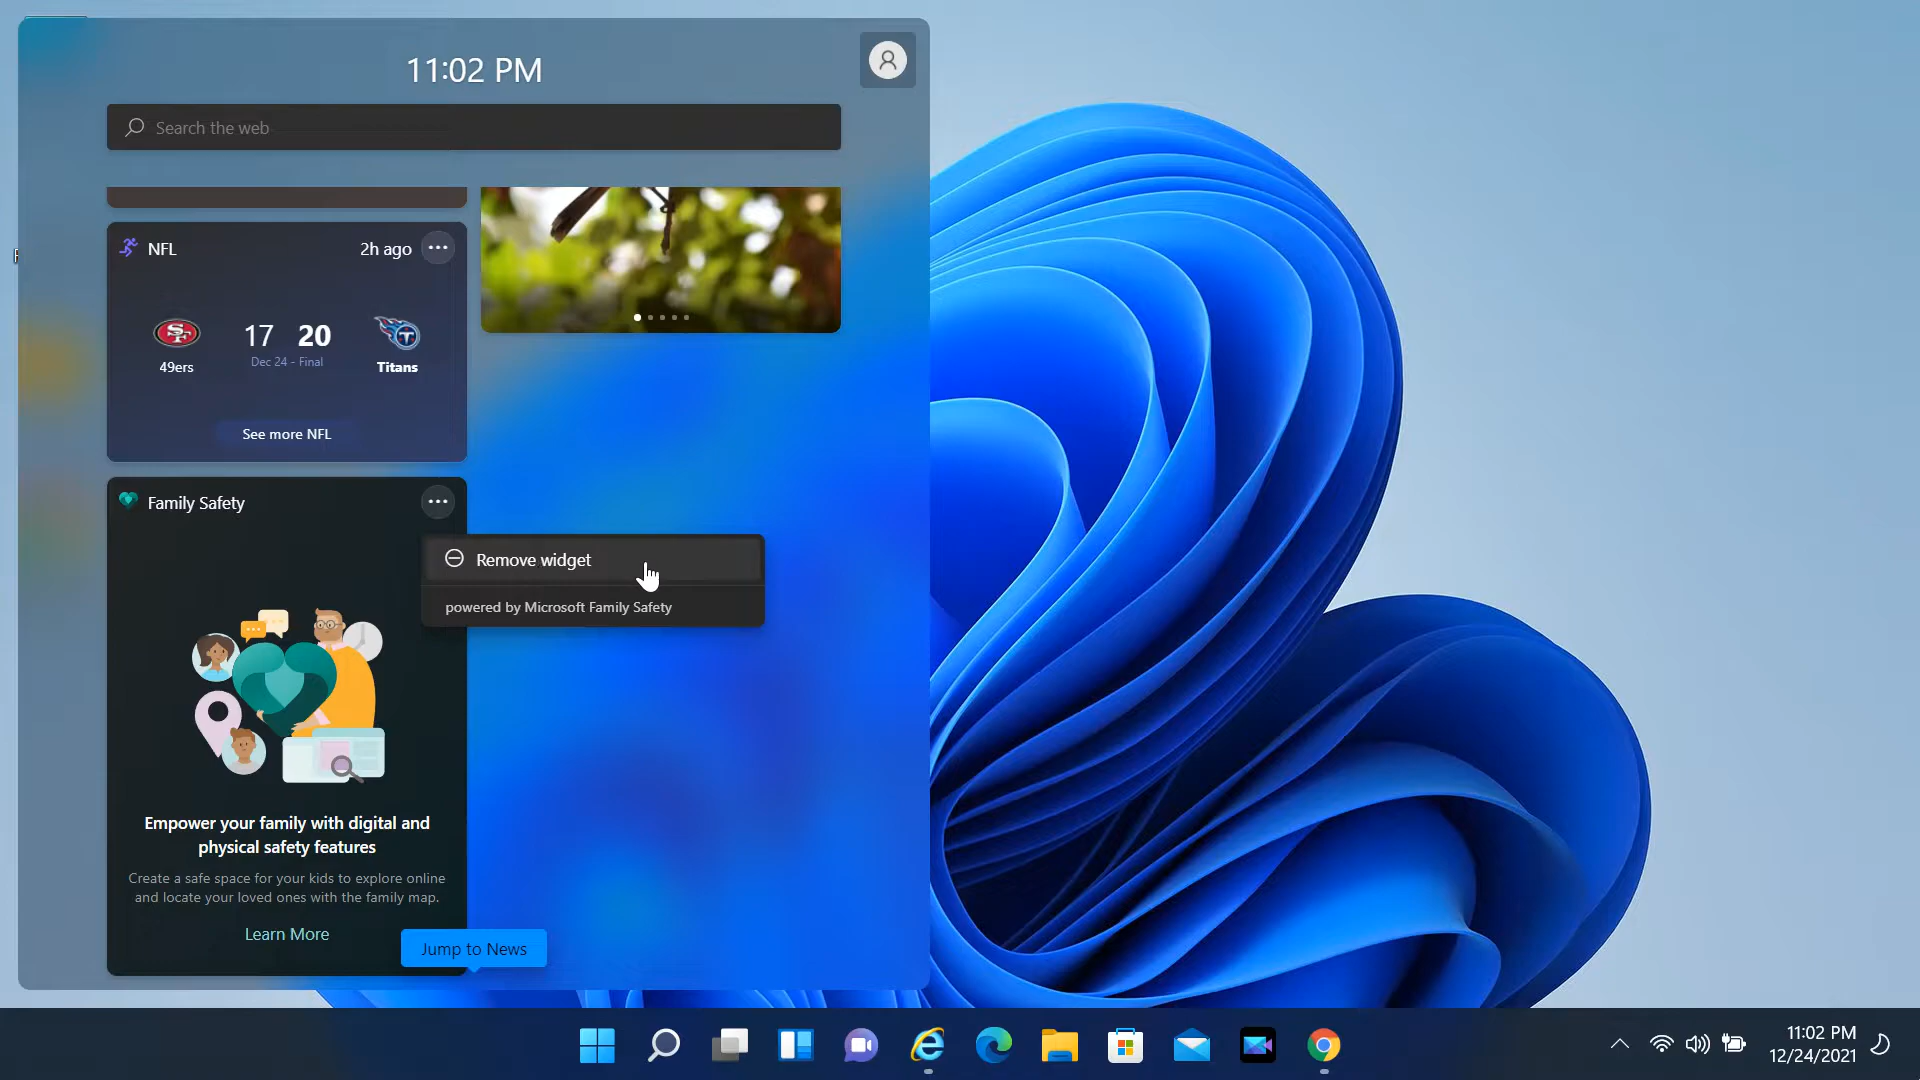 11:02 PM
Search the web
NFL
2h ago
17 20
Dec 24 - Final
49ers
Titans
See more NFL
Family Safety
Remove widget
powered by Microsoft Family Safety
Empower your family with digital and
physical safety features
Create a safe space for your kids to explore online
and locate your loved ones with the family map.
Learn More
Jump to News
11:02 PM
12/24/2021